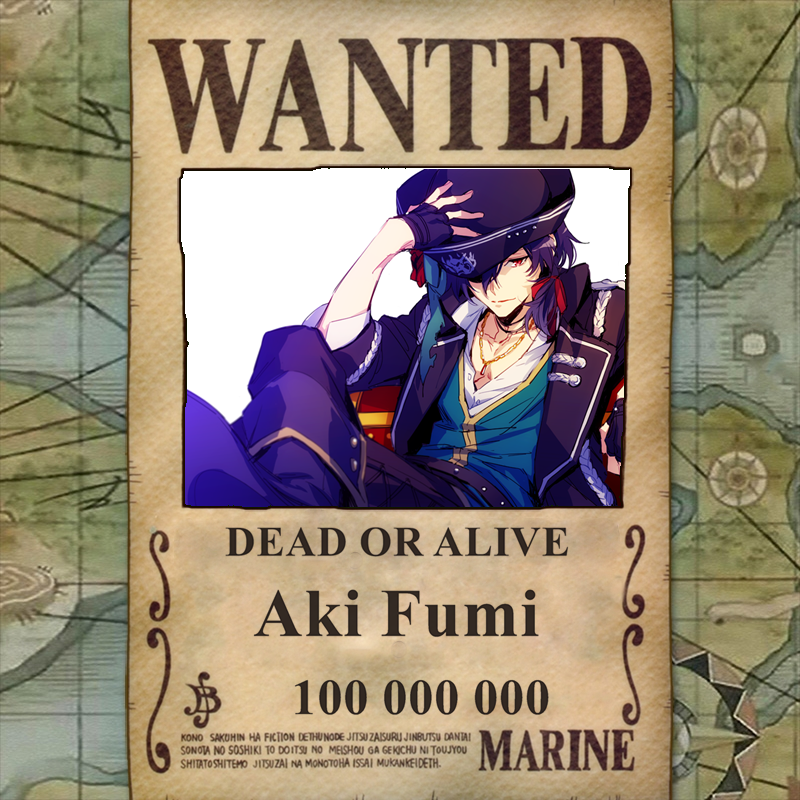 WANTED
DEAD OR ALIVE
Aki Fumi
100 000 000
KONO SAKUHIN HA FICTION DETHUNODE JITSUZAISURU JINBUTSU DANTAI
SONOTA NO SOSHIKI TO DOITSU NO MEISHOU GA GEKICHU NI TOUJYOU
SHITATOSHITEMO JITSUZAI NA MONOTOHA ISSAI MUKANKEIDETH.
MARINE